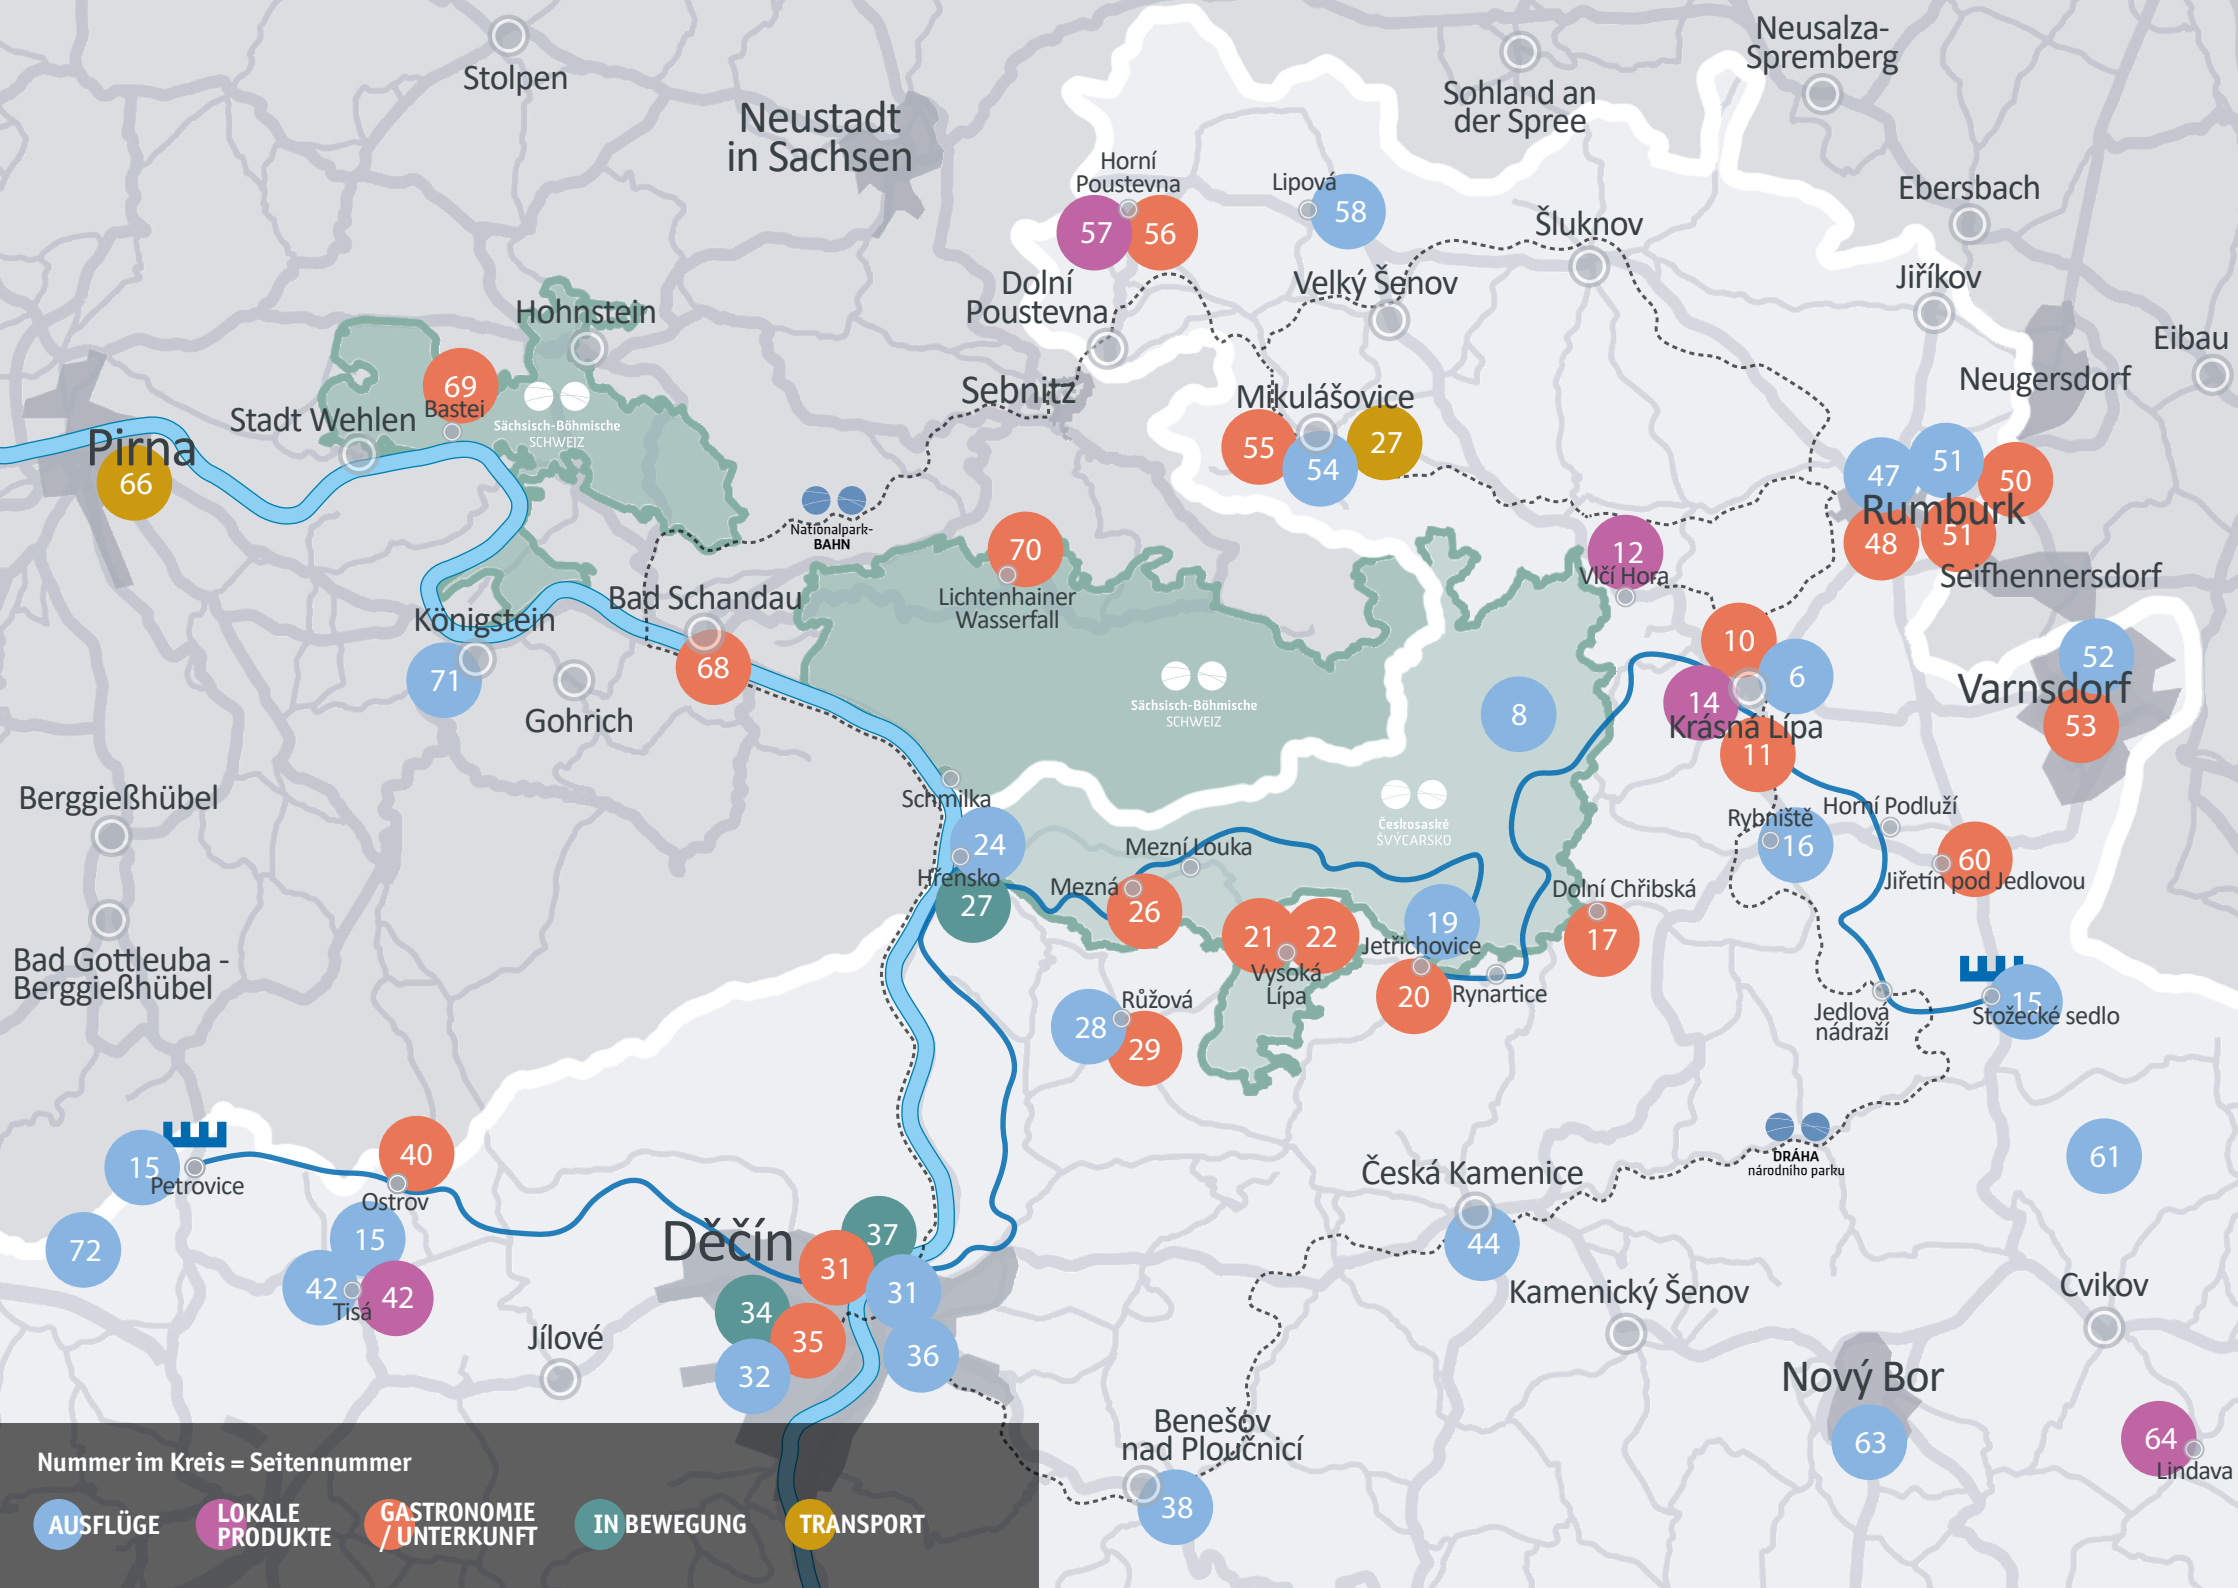 Stolpen
Neustadt
in Sachsen
Sohland an
der Spree
Neusalza-
Spremberg
Horní
Poustevna
57
56
Lipová
58
Šluknov
Ebersbach
Dolní
Poustevna
Velký Šenov
Jiříkov
Hohnstein
Eibau
Neugersdorf
69
Bastei
Stadt Wehlen
Sächsisch-Böhmische
SCHWEIZ
Sebnitz
Mikulášovice
55
54
27
Pirna
66
47
51
50
Rumburk
48
51
Nationalpark-
BAHN
70
Lichtenhainer
Wasserfall
12
Vlčí Hora
Seifhennersdorf
Bad Schandau
68
Königstein
71
Gohrich
10
6
14
Krásná Lípa
11
52
Varnsdorf
53
Sächsisch-Böhmische
SCHWEIZ
8
Berggießhübel
Schmilka
24
Hřensko
27
Českosaské
ŠVÝCARSKO
Mezní Louka
Mezná
26
Rybniště
16
Horní Podluží
60
Jiřetín pod Jedlovou
Dolní Chřibská
17
21
22
Vysoká
Lípa
19
Jetřichovice
20
Rynartice
Bad Gottleuba -
Berggießhübel
28
Růžová
29
Jedlová
nádraží
15
Stožecké sedlo
15
Petrovice
40
Ostrov
DRÁHA
národního parku
61
Česká Kamenice
44
72
15
42
Tisá
42
Děčín
37
31
31
34
35
32
36
Jílové
Kamenický Šenov
Cvikov
Nový Bor
63
Benešov
nad Ploučnicí
38
64
Lindava
Nummer im Kreis = Seitennummer
AUSFLÜGE
LOKALE
PRODUKTE
GASTRONOMIE
/ UNTERKUNFT
IN BEWEGUNG
TRANSPORT